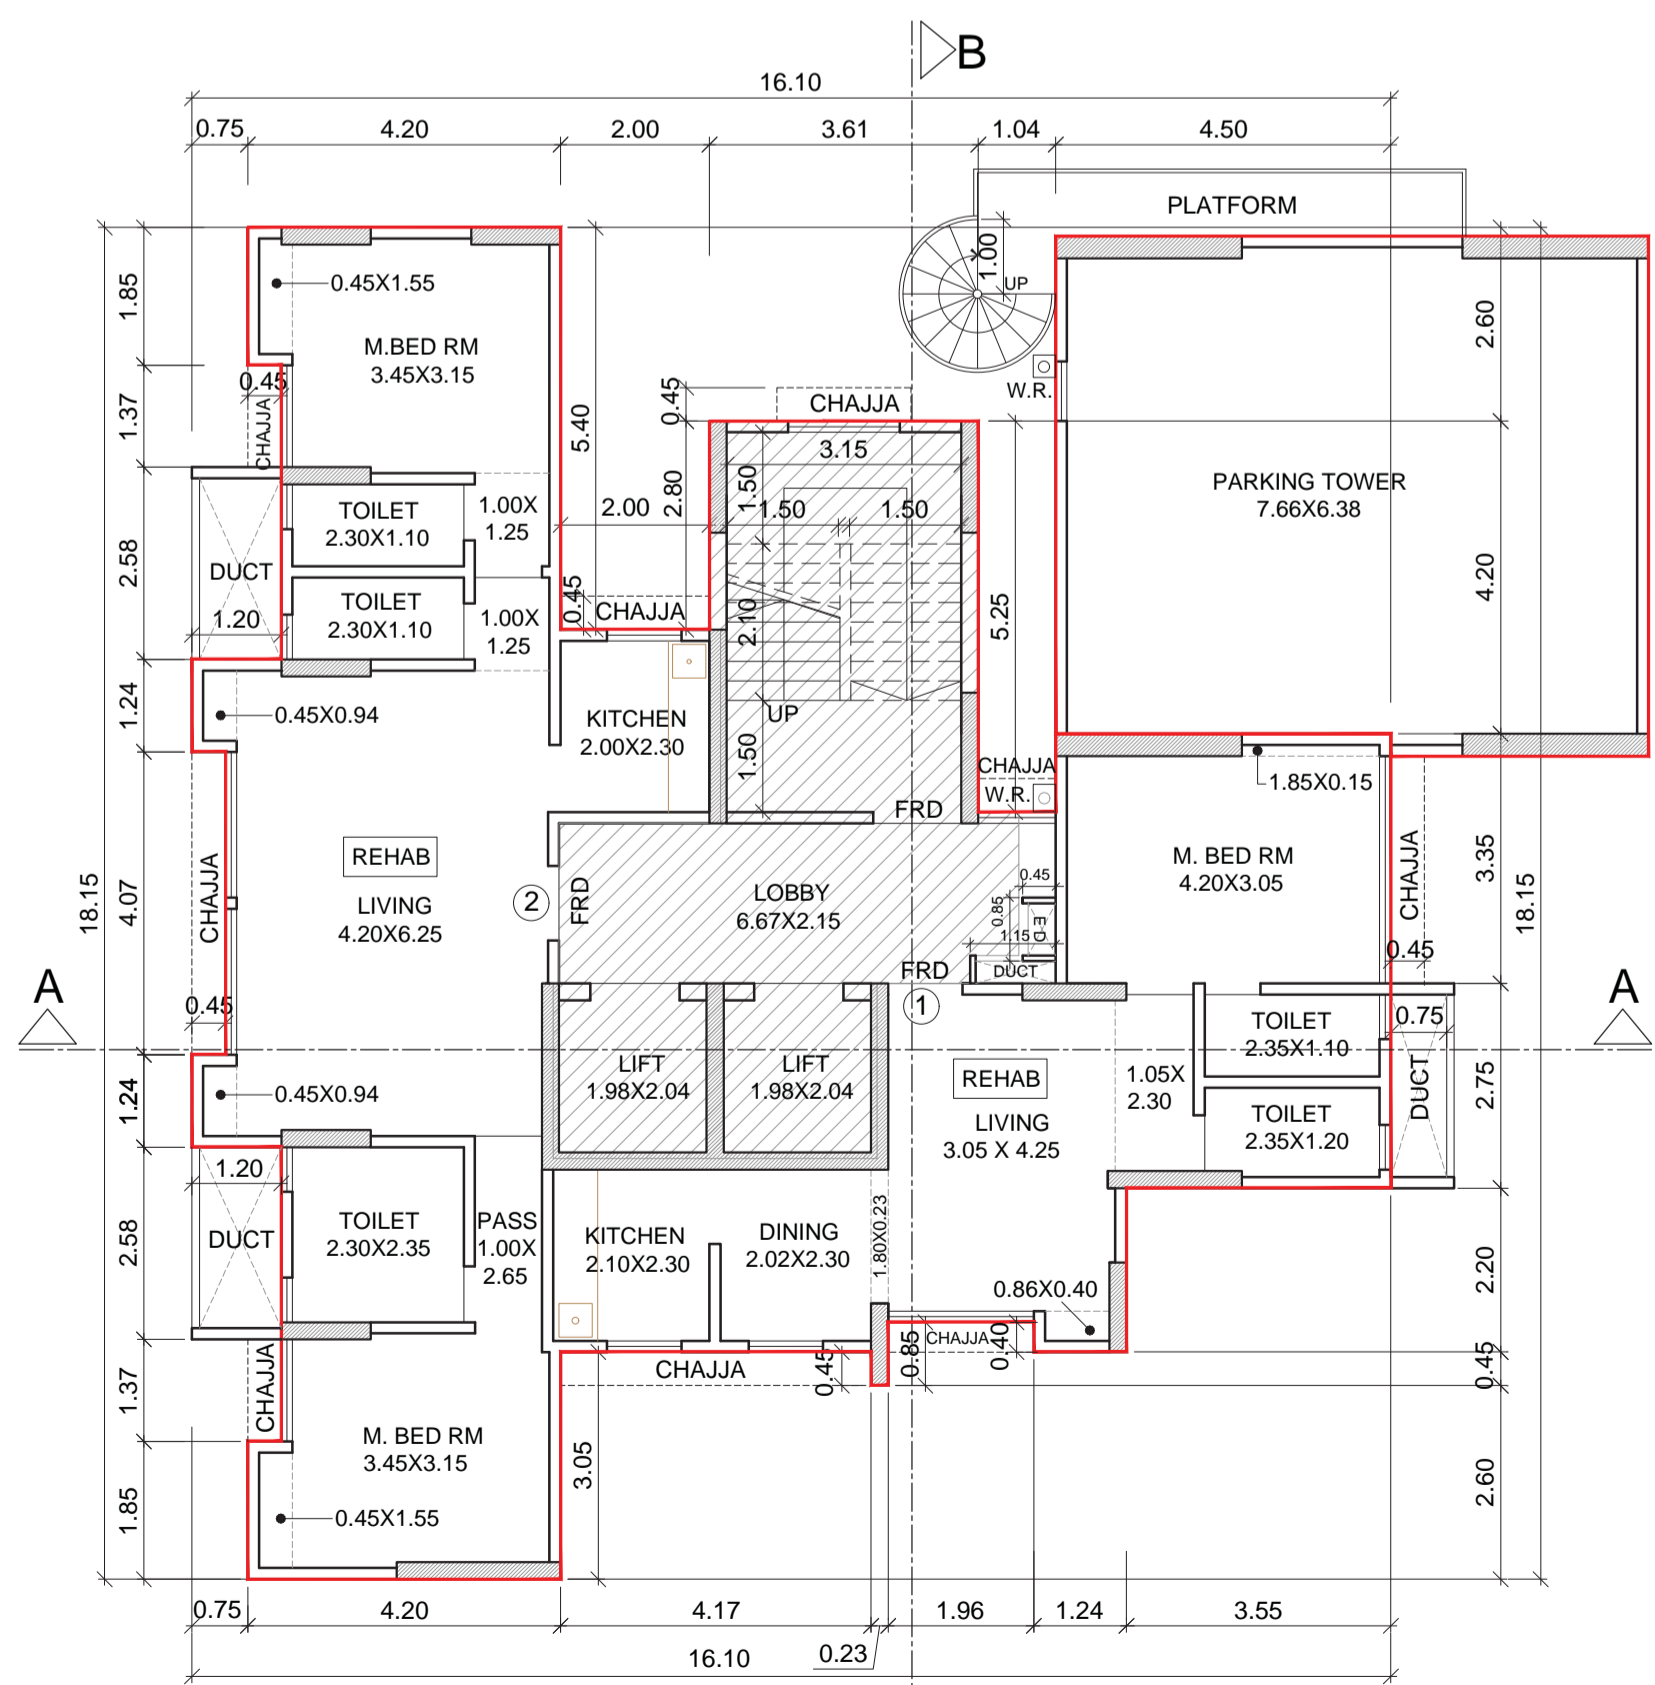 B
16.10
0.75
4.20
2.00
3.61
1.04
4.50
PLATFORM
1.00
UP
1.85
0.45X1.55
2.60
M.BED RM
3.45X3.15
0.45
W.R.
0.45
CHAJJA
1.37
CHAJJA
5.40
3.15
2.80
1.50
PARKING TOWER
7.66X6.38
TOILET
2.30X1.10
1.00X
1.25
2.00
1.50
1.50
2.58
DUCT
4.20
TOILET
2.30X1.10
0.45
CHAJJA
2.10
5.25
1.20
1.00X
1.25
1.24
0.45X0.94
KITCHEN
2.00X2.30
UP
1.50
CHAJJA
W.R.
1.85X0.15
FRD
REHAB
M. BED RM
4.20X3.05
3.35
CHAJJA
18.15
4.07
CHAJJA
LIVING
4.20X6.25
2
FRD
LOBBY
6.67X2.15
0.45
0.85
E.D
1.15
18.15
0.45
FRD
DUCT
A
A
0.45
1
0.75
TOILET
2.35X1.10
LIFT
1.98X2.04
LIFT
1.98X2.04
REHAB
1.05X
2.30
DUCT
2.75
1.24
0.45X0.94
LIVING
3.05 X 4.25
TOILET
2.35X1.20
1.20
2.58
DUCT
TOILET
2.30X2.35
PASS
1.00X
2.65
KITCHEN
2.10X2.30
DINING
2.02X2.30
1.80X0.23
0.86X0.40
2.20
CHAJJA
0.40
0.85
CHAJJA
0.45
0.45
1.37
CHAJJA
M. BED RM
3.45X3.15
3.05
2.60
1.85
0.45X1.55
0.75
4.20
4.17
1.96
1.24
3.55
0.23
16.10